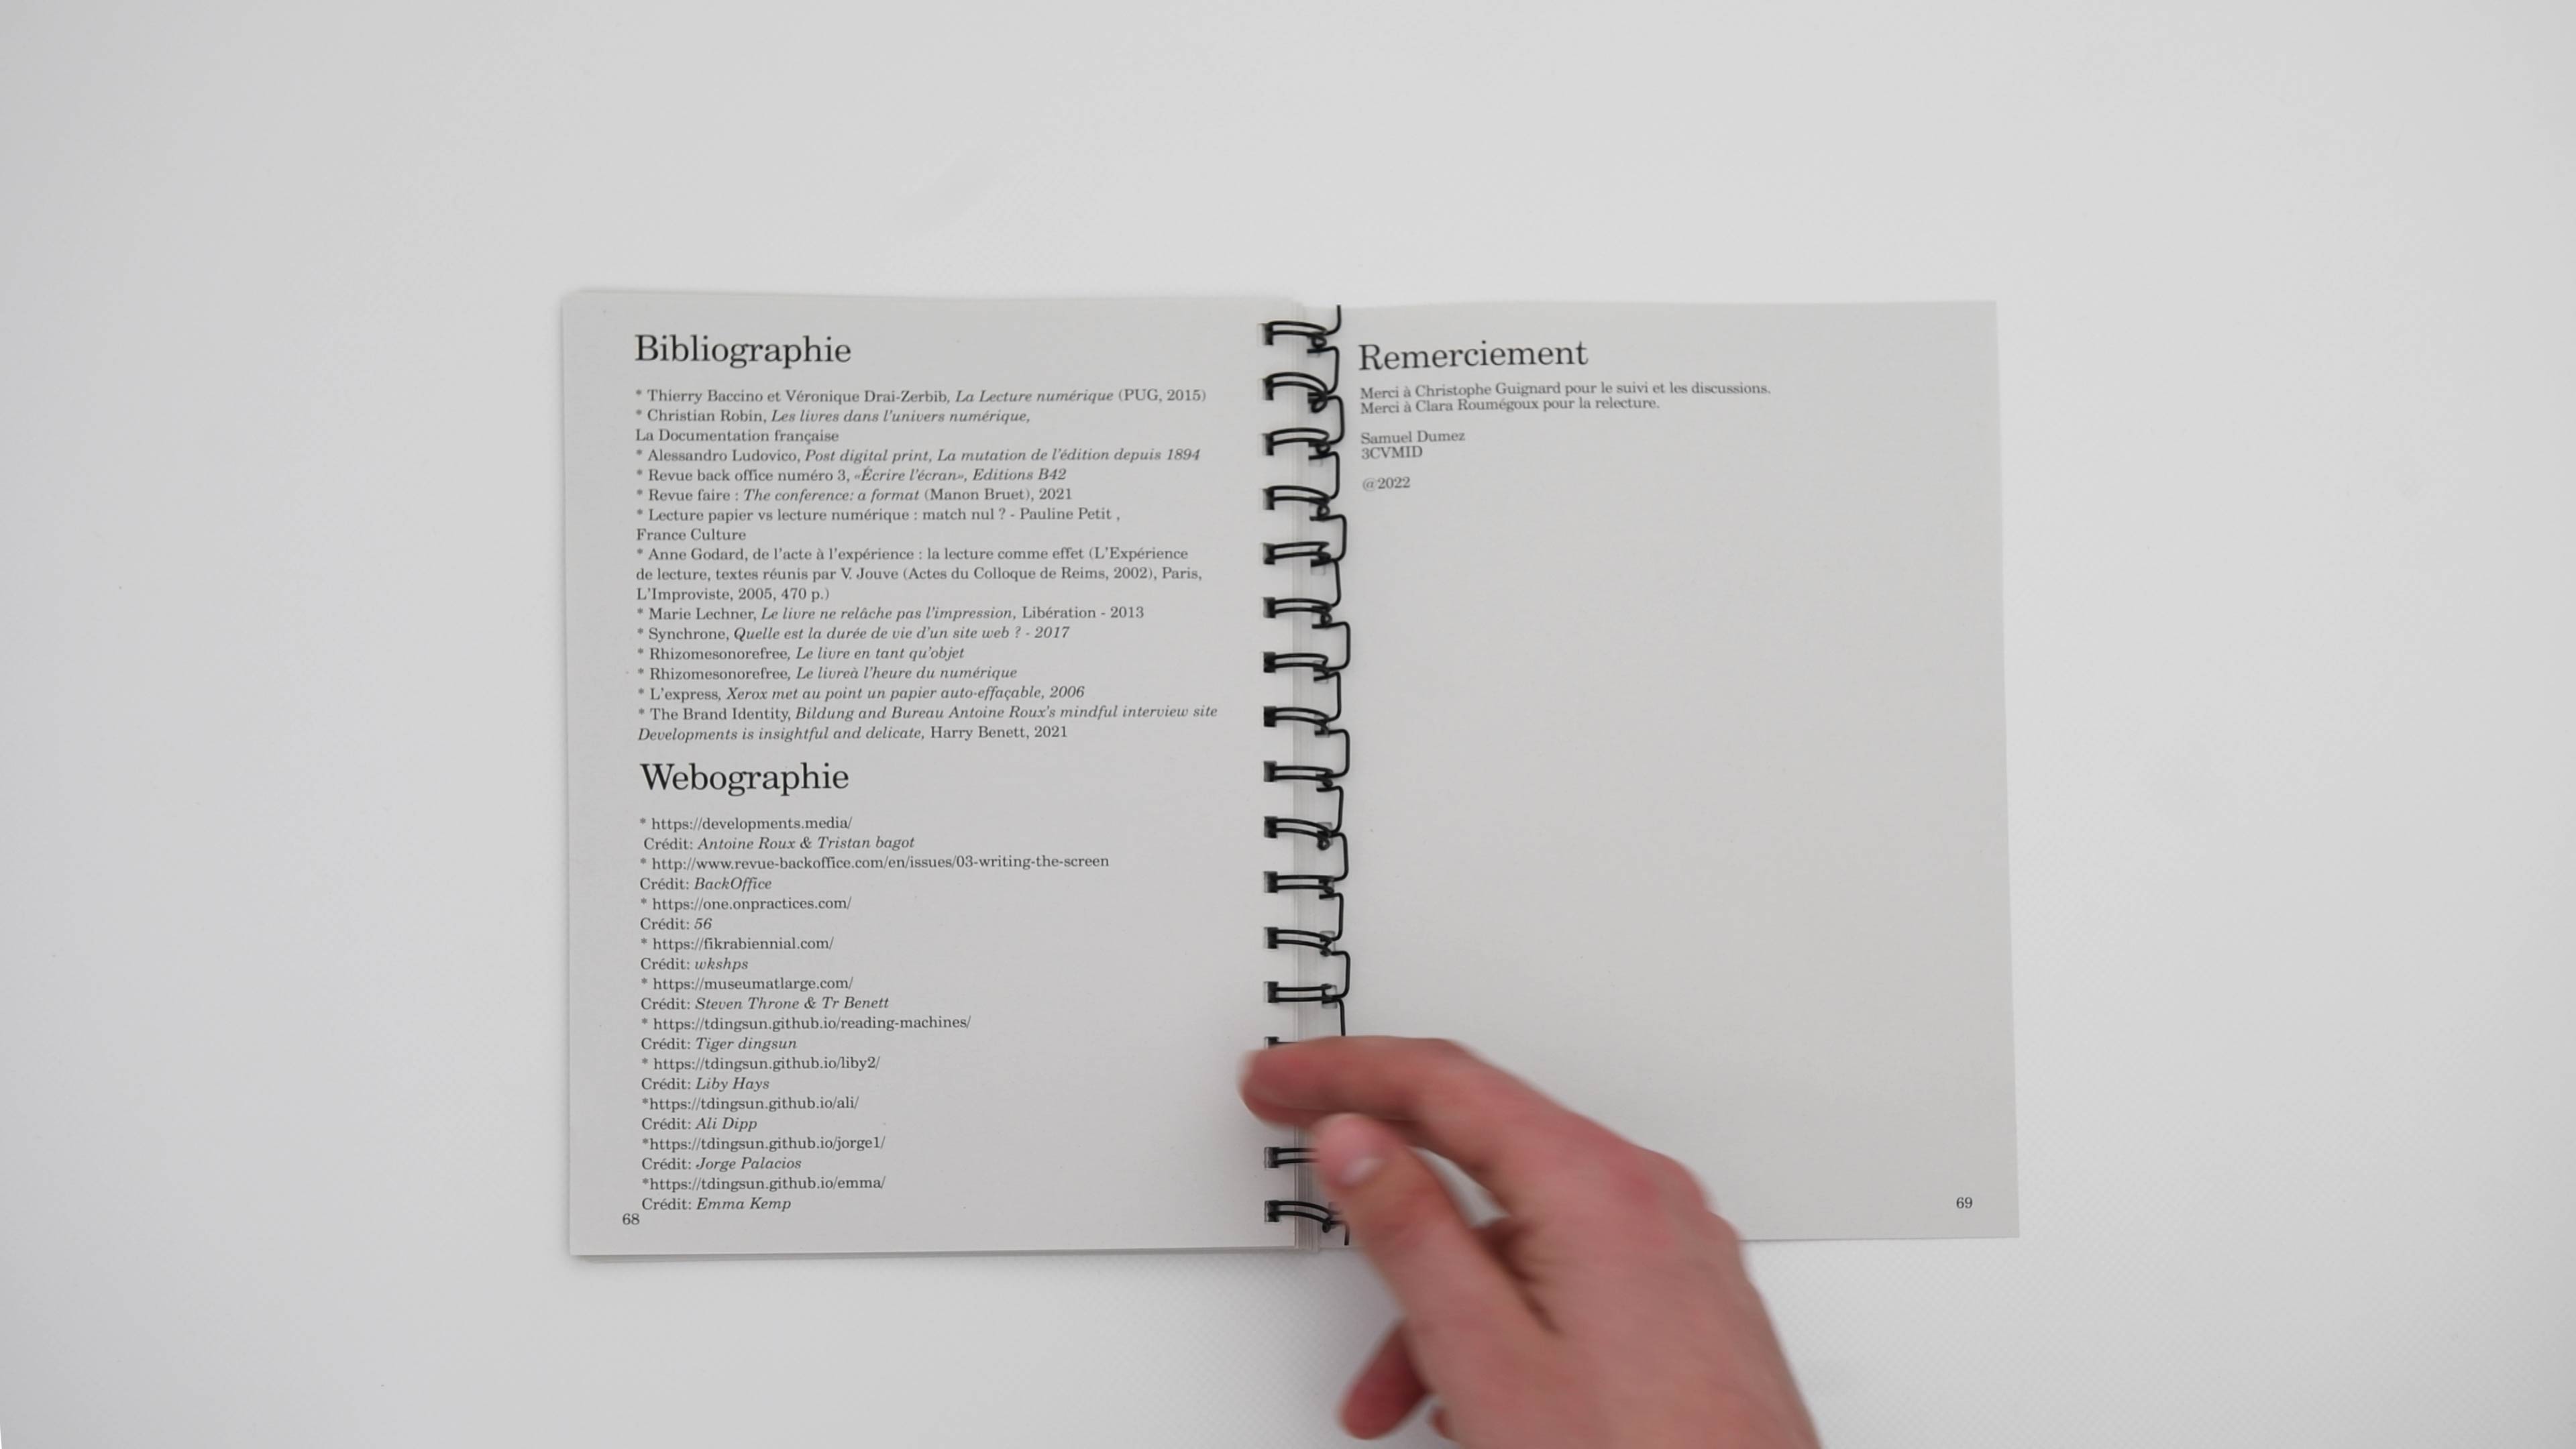 Bibliographie
* Thierry Baccino et Véronique Drai-Zerbib, La Lecture numérique (PUG, 2015)
* Christian Robin, Les livres dans l'univers numérique,
La Documentation française
* Alessandro Ludovico, Post digital print, La mutation de l'édition depuis 1894
* Revue back office numéro 3, «Écrire l'écran», Editions B42
* Revue faire : The conference: a format (Manon Bruet), 2021
* Lecture papier vs lecture numérique : match nul ? - Pauline Petit ,
France Culture
* Anne Godard, de l'acte à l'expérience : la lecture comme effet (L'Expérience
de lecture, textes réunis par V. Jouve (Actes du Colloque de Reims, 2002), Paris,
L'Improviste, 2005, 470 p.)
* Marie Lechner, Le livre ne relâche pas l'impression, Libération - 2013
* Synchrone, Quelle est la durée de vie d'un site web ? - 2017
* Rhizomesonorefree, Le livre en tant qu'objet
* Rhizomesonorefree, Le livreà l'heure du numérique
* L'express, Xerox met au point un papier auto-effaçable, 2006
* The Brand Identity, Bildung and Bureau Antoine Roux's mindful interview site
Developments is insightful and delicate, Harry Benett, 2021
Webographie
* https://developments.media/
Crédit: Antoine Roux & Tristan bagot
* http://www.revue-backoffice.com/en/issues/03-writing-the-screen
Crédit: BackOffice
* https://one.onpractices.com/
Crédit: 56
* https://fikrabiennial.com/
Crédit: wkshps
* https://museumatlarge.com/
Crédit: Steven Throne & Tr Benett
* https://tdingsun.github.io/reading-machines/
Crédit: Tiger dingsun
* https://tdingsun.github.io/liby2/
Crédit: Liby Hays
*https://tdingsun.github.io/ali/
Crédit: Ali Dipp
*https://tdingsun.github.io/jorge1/
Crédit: Jorge Palacios
*https://tdingsun.github.io/emma/
Crédit: Emma Kemp
68
Remerciement
Merci à Christophe Guignard pour le suivi et les discussions.
Merci à Clara Roumégoux pour la relecture.
Samuel Dumez
3CVMID
@2022
69